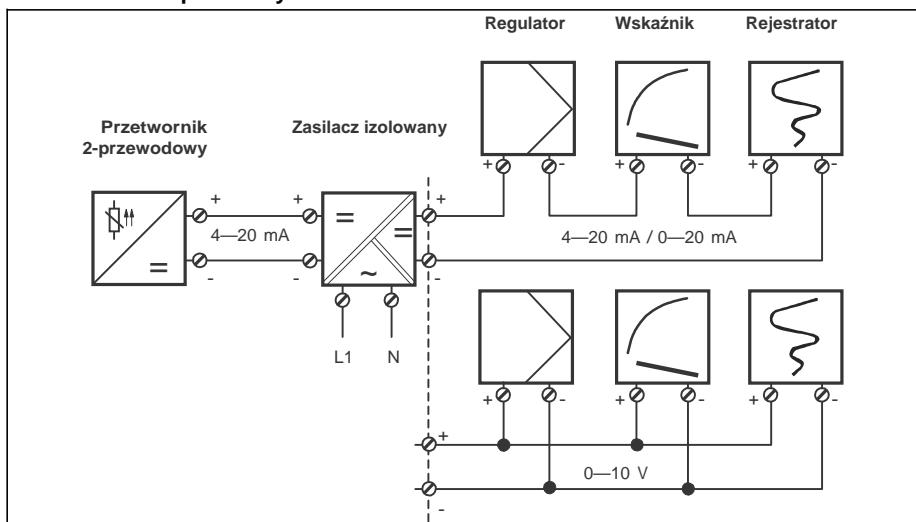 Regulator Wskaźnik Rejestrator
Przetwornik
2-przewodowy
Zasilacz izolowany
+ - + - + -
+ + +
4—20 mA
4—20 mA / 0—20 mA
- - -
~
L1 N
+ - + - + -
+
0—10 V
-